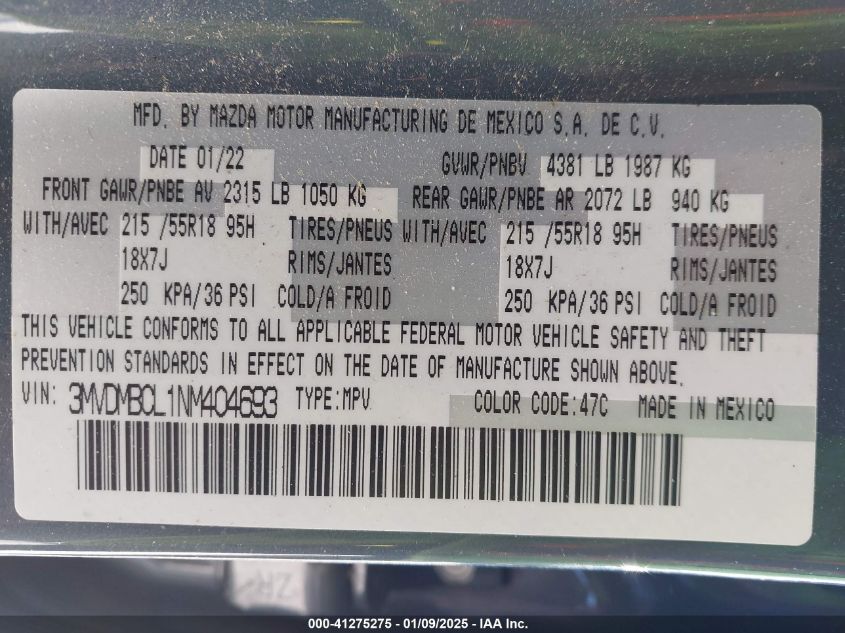 MFD. BY MAZDA MOTOR MANUFACTURING DE MEXICO S.A. DE C.V.
DATE 01/22 GVWR/PNBV 4381 LB 1987 KG
FRONT GAWR/PNBE AV 2315 LB 1050 KG REAR GAWR/PNBE AR 2072 LB 940 KG
WITH/AVEC 215 /55R18 95H TIRES/PNEUS WITH/AVEC 215 /55R18 95H TIRES/PNEUS
18X7J RIMS/JANTES 18X7J RIMS/JANTES
250 KPA/36 PSI COLD/A FROID 250 KPA/36 PSI COLD/A FROID
THIS VEHICLE CONFORMS TO ALL APPLICABLE FEDERAL MOTOR VEHICLE SAFETY AND THEFT
PREVENTION STANDARDS IN EFFECT ON THE DATE OF MANUFACTURE SHOWN ABOVE.
VIN: 3MVDMBCL1NM404693 TYPE:MPV COLOR CODE:47C MADE IN MEXICO
000-41275275 - 01/09/2025 - IAA Inc.